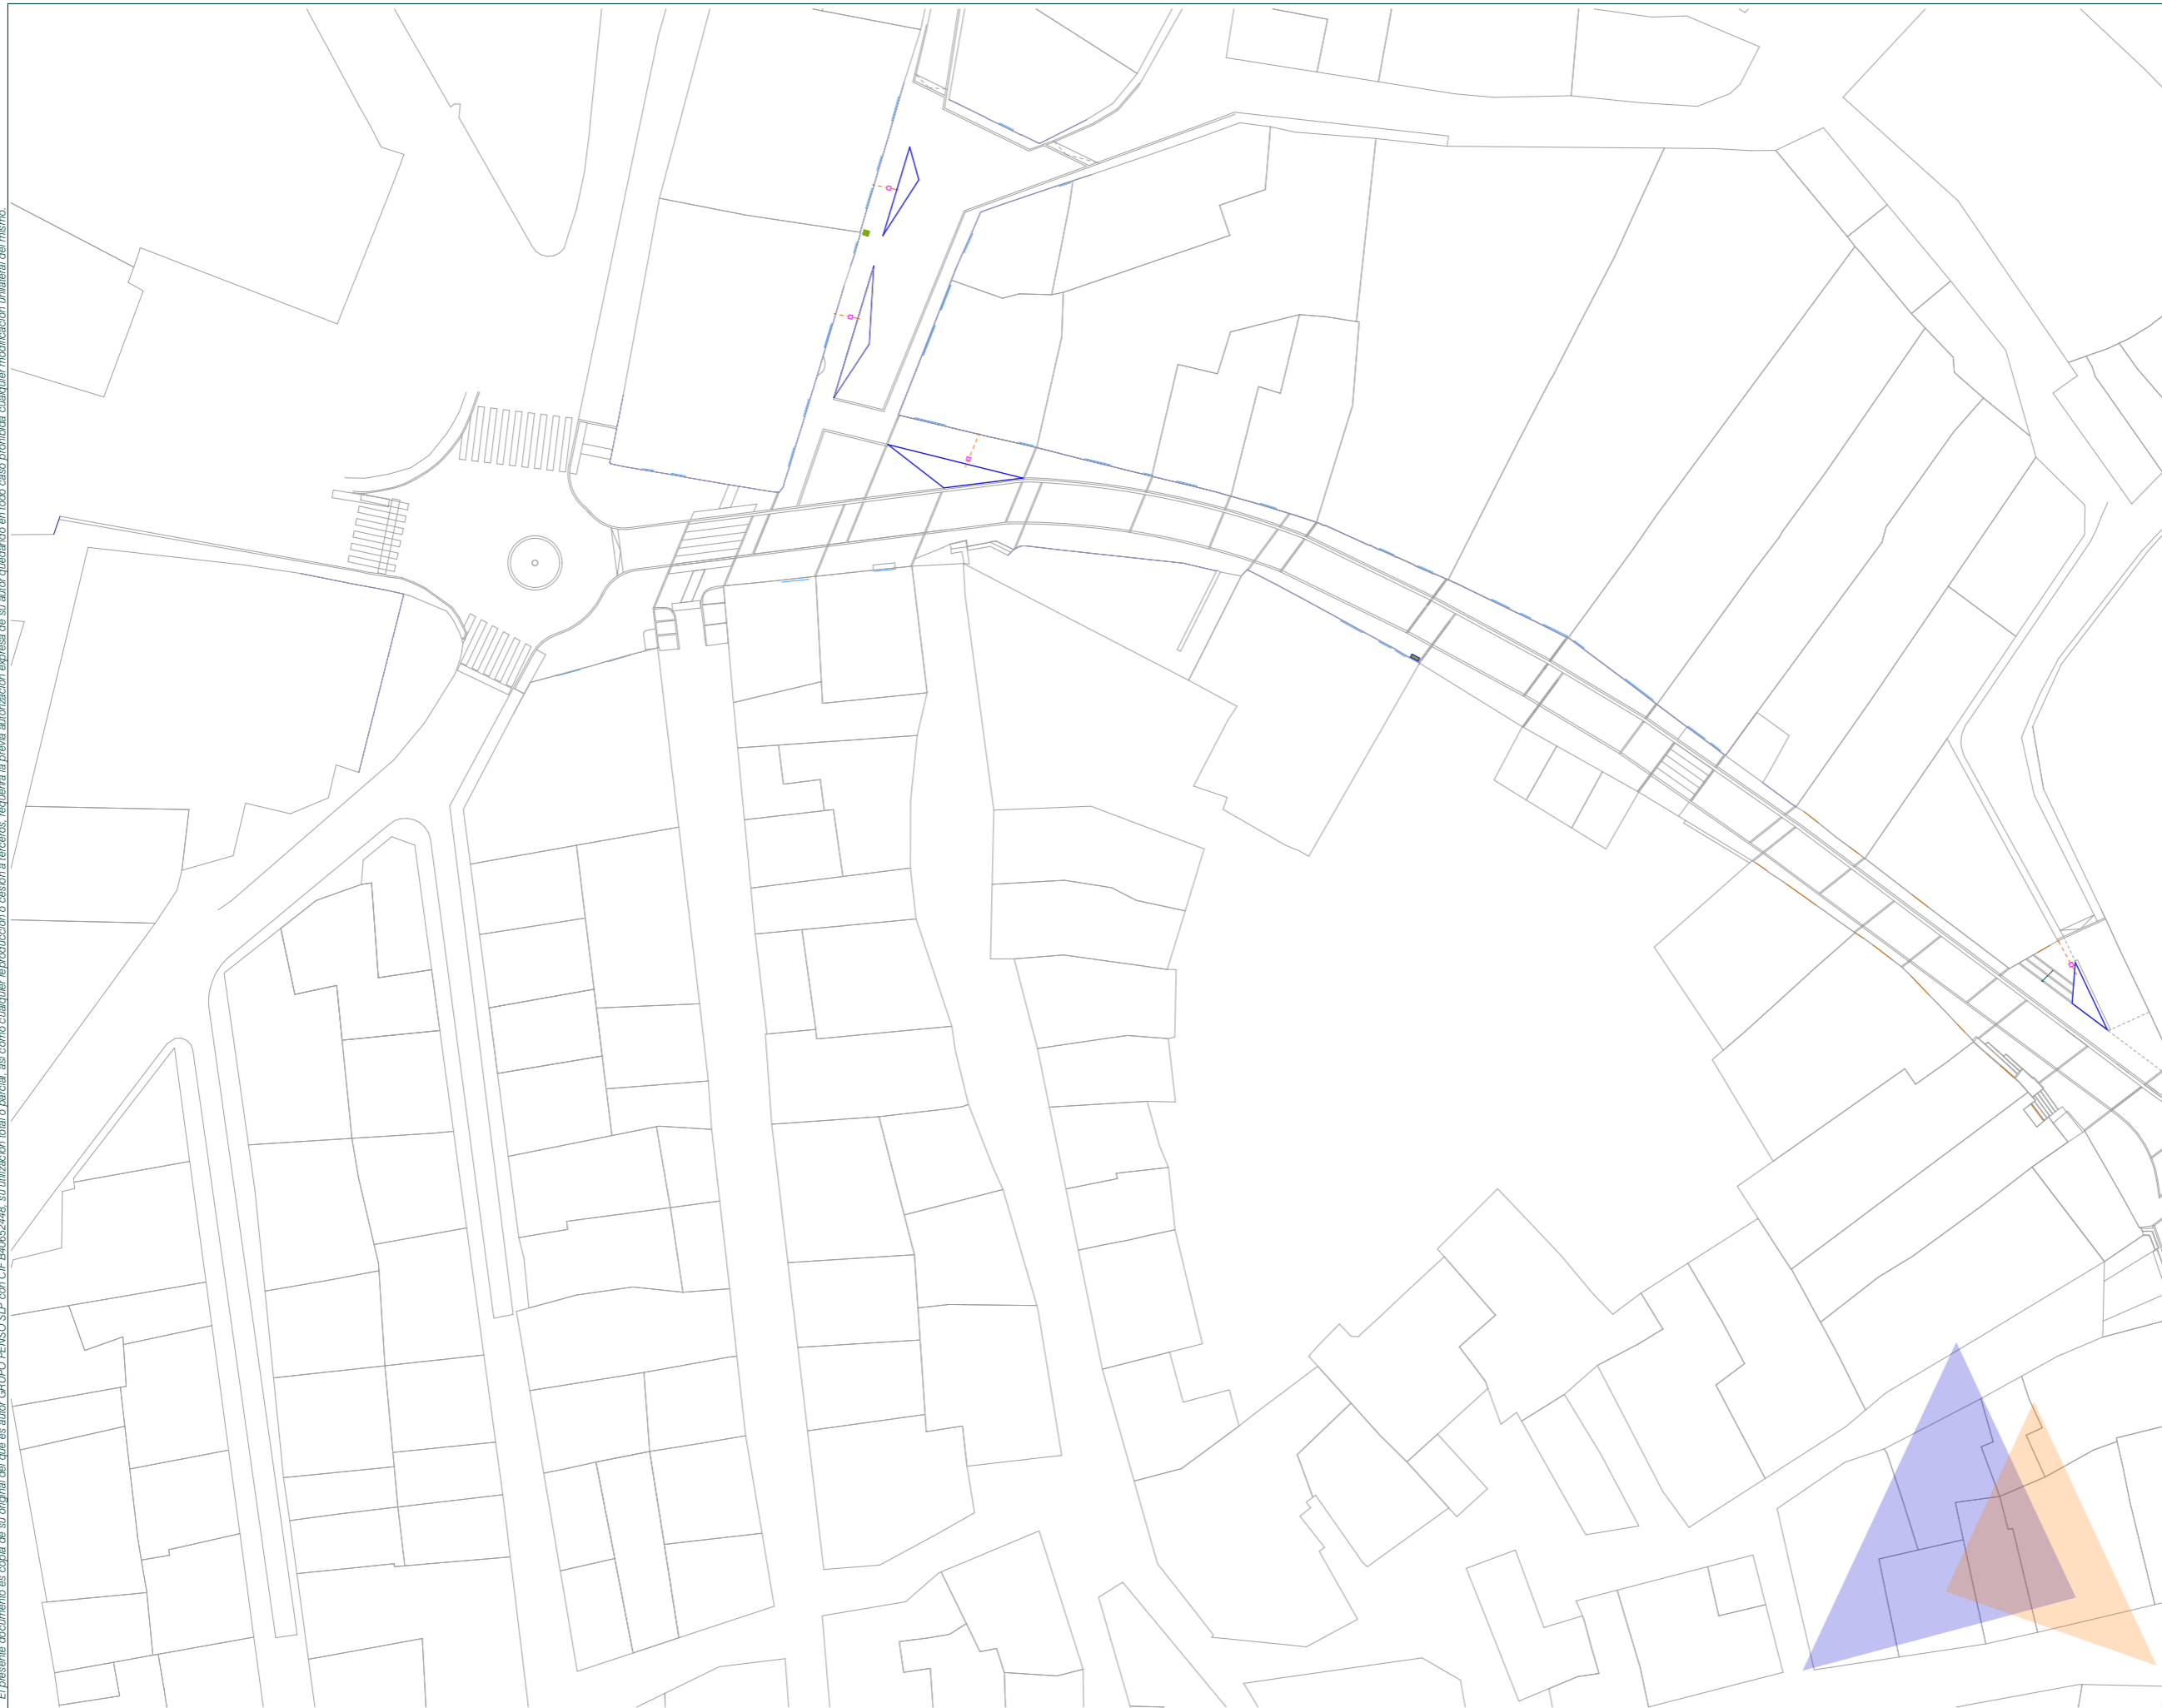 El presente documento es copia de su original del que es autor GRUPO PENSO SLP con CIF B40652448, su utilización total o parcial, así como cualquier reproducción o cesión a terceros, requerirá la previa autorización expresa de su autor quedando en todo caso prohibida cualquier modificación unilateral del mismo.